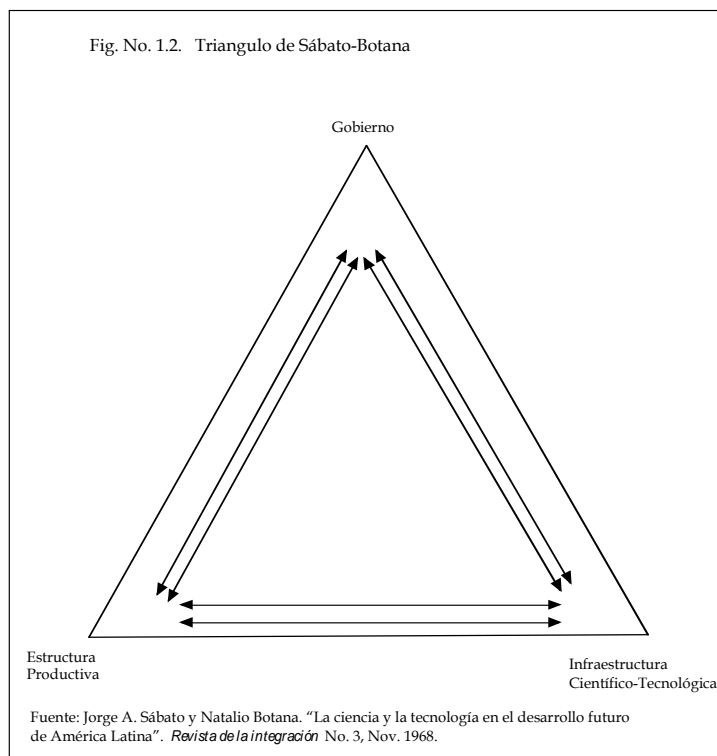 Fig. No. 1.2. Triangulo de Sábato-Botana
Gobierno
Estructura
Productiva
Infraestructura
Científico-Tecnológica
Fuente: Jorge A. Sábato y Natalio Botana. “La ciencia y la tecnología en el desarrollo futuro
de América Latina”. Revista de la integración No. 3, Nov. 1968.